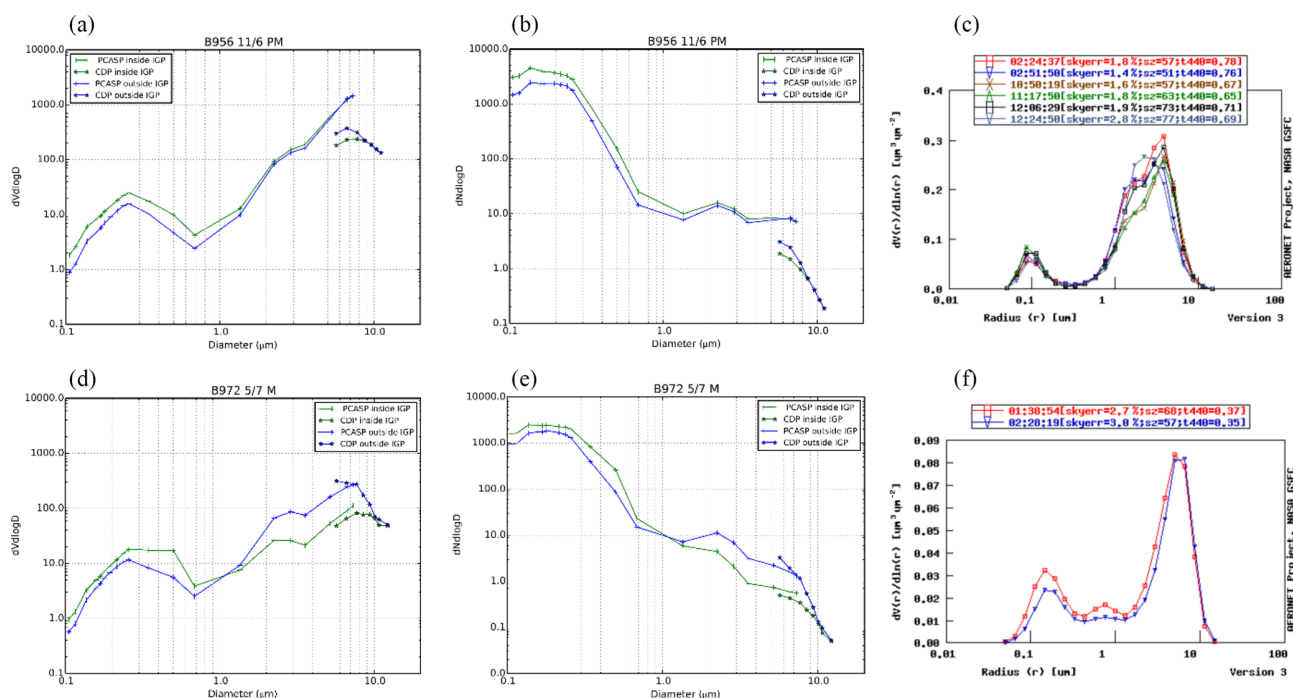 (a)
B956 11/6 PM
dVdlogD
10000.0
1000.0
100.0
10.0
1.0
0.1
PCASP inside IGP
CDP inside IGP
PCASP outside IGP
CDP outside IGP
0.1
1.0
10.0
Diameter (μm)
(b)
B956 11/6 PM
dNdlogD
10000.0
1000.0
100.0
10.0
1.0
0.1
PCASP inside IGP
CDP inside IGP
PCASP outside IGP
CDP outside IGP
0.1
1.0
10.0
Diameter (μm)
(c)
02:24:37[skyerr=1.8%;sz=57;t440=0.78]
02:51:50[skyerr=1.4%;sz=51;t440=0.76]
10:50:19[skyerr=1.6%;sz=57;t440=0.67]
11:17:50[skyerr=1.8%;sz=63;t440=0.65]
12:06:29[skyerr=1.9%;sz=73;t440=0.71]
12:24:50[skyerr=2.8%;sz=77;t440=0.69]
dV(r)/dln(r) [um³um⁻²]
0.4
0.3
0.2
0.1
0.0
0.01
0.1
1
10
100
Radius (r) [um]
Version 3
AERONET Project, NASA GSFC
(d)
B972 5/7 M
dVdlogD
10000.0
1000.0
100.0
10.0
1.0
0.1
PCASP inside IGP
CDP inside IGP
PCASP outside IGP
CDP outside IGP
0.1
1.0
10.0
Diameter (μm)
(e)
B972 5/7 M
dNdlogD
10000.0
1000.0
100.0
10.0
1.0
0.1
0.0
PCASP inside IGP
CDP inside IGP
PCASP outside IGP
CDP outside IGP
0.1
1.0
10.0
Diameter (μm)
(f)
01:38:54[skyerr=2.7%;sz=68;t440=0.37]
02:28:19[skyerr=3.0%;sz=57;t440=0.35]
dV(r)/dln(r) [um³um⁻²]
0.09
0.08
0.07
0.06
0.05
0.04
0.03
0.02
0.01
0.00
0.01
0.1
1
10
100
Radius (r) [um]
Version 3
AERONET Project, NASA GSFC